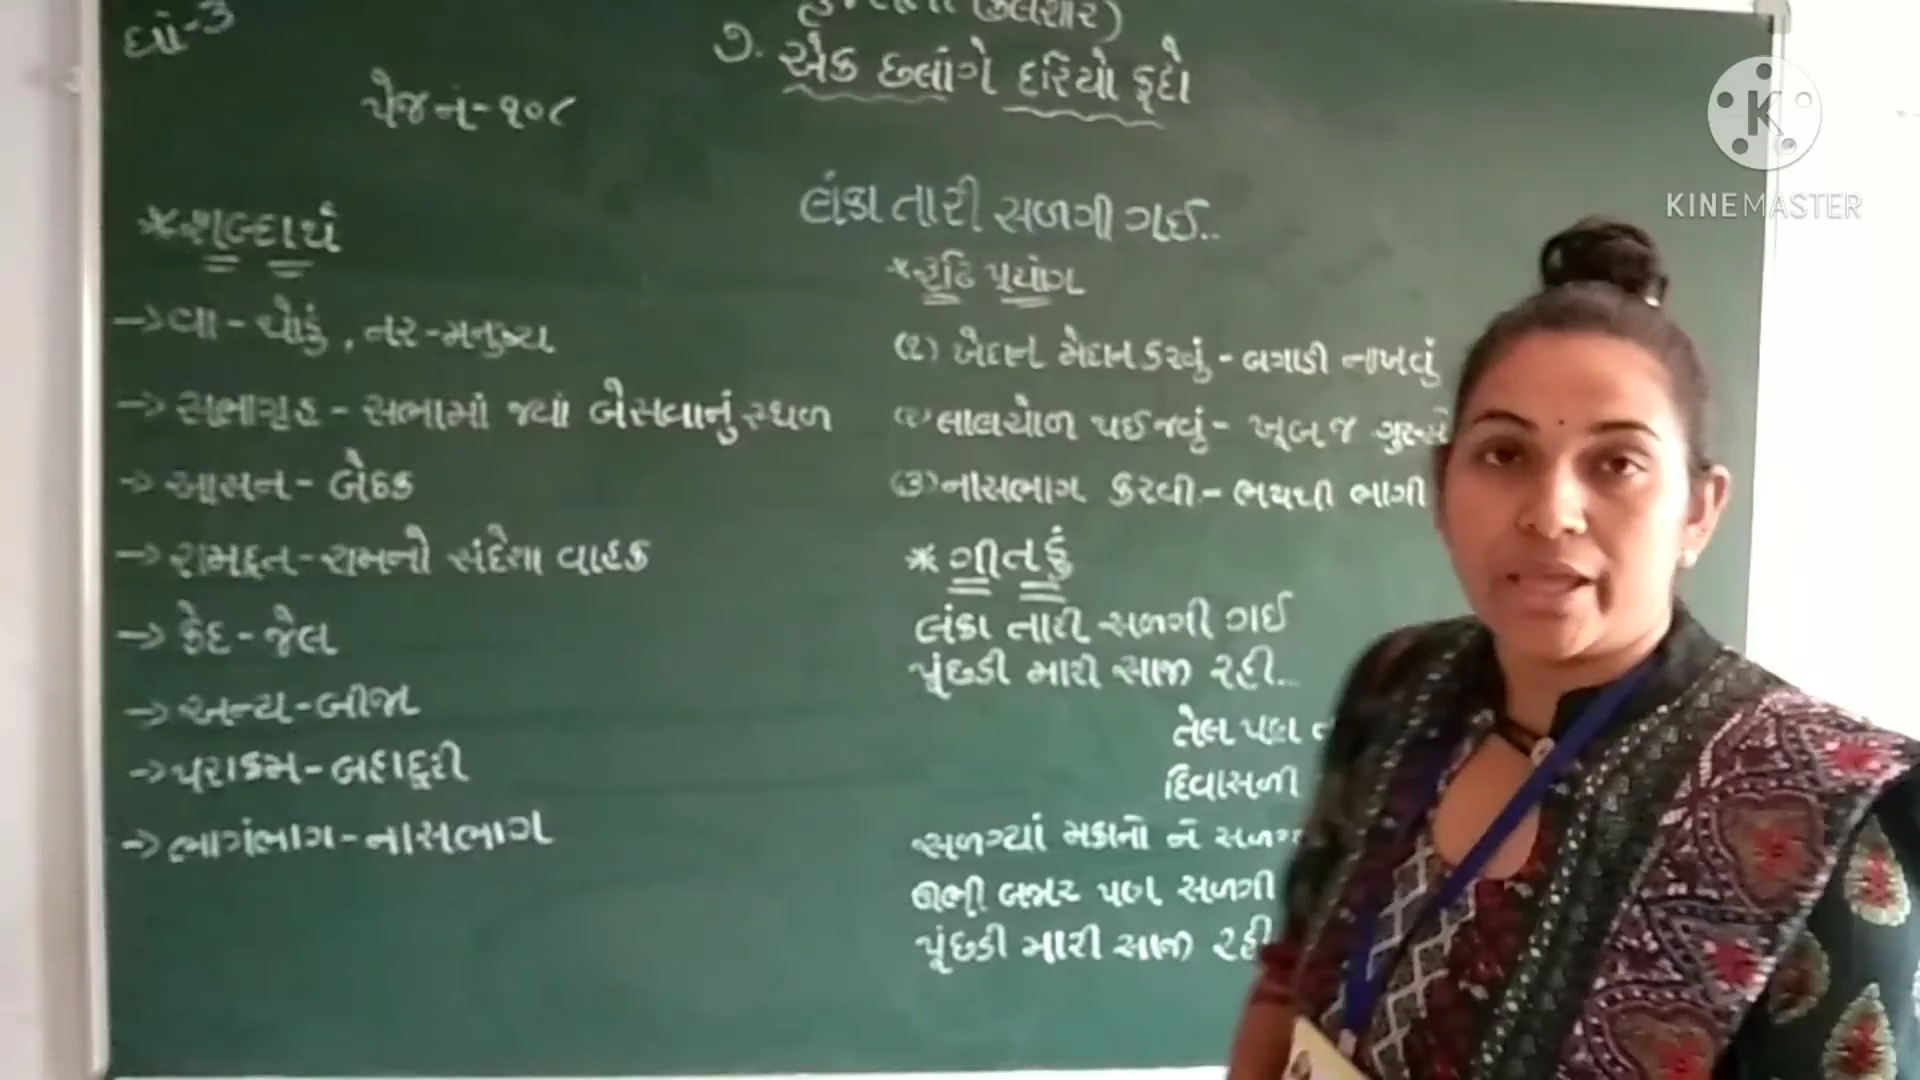 ધો-3
(કલશોર)
૭. એક છલાંગે દરિયો કૂદો
પેજ નં-૧૦૮
લંકા તારી સળગી ગઈ..
*શબ્દાર્થ
→વા - ચોકું, નર-મનુષ્ય
→ સભાગૃહ - સભામાં જ્યાં બેસવાનું સ્થળ
→ આસન - બેઠક
→ રામદૂત-રામનો સંદેશા વાહક
→ કેદ-જેલ
→ અન્ય-બીજા
→ પરાક્રમ-બહાદૂરી
→ ભાગંભાગ-નાસભાગ
*રૂઢિ પ્રયોગ
(૧) ખેદાન મેદાન કરવું - બગાડી નાખવું
(૨) લાલચોળ થઈ જવું - ખૂબ જ ગુસ્સે
(૩) નાસભાગ કરવી - ભયથી ભાગી
* ગીતડું
લંકા તારી સળગી ગઈ
પૂંછડી મારી સાજી રહી...
તેલ પણ
દિવાસળી
સળગ્યાં મકાનો ને
ઊભી બજાર પણ સળગી
પૂંછડી મારી સાજી રહી
KINEMASTER